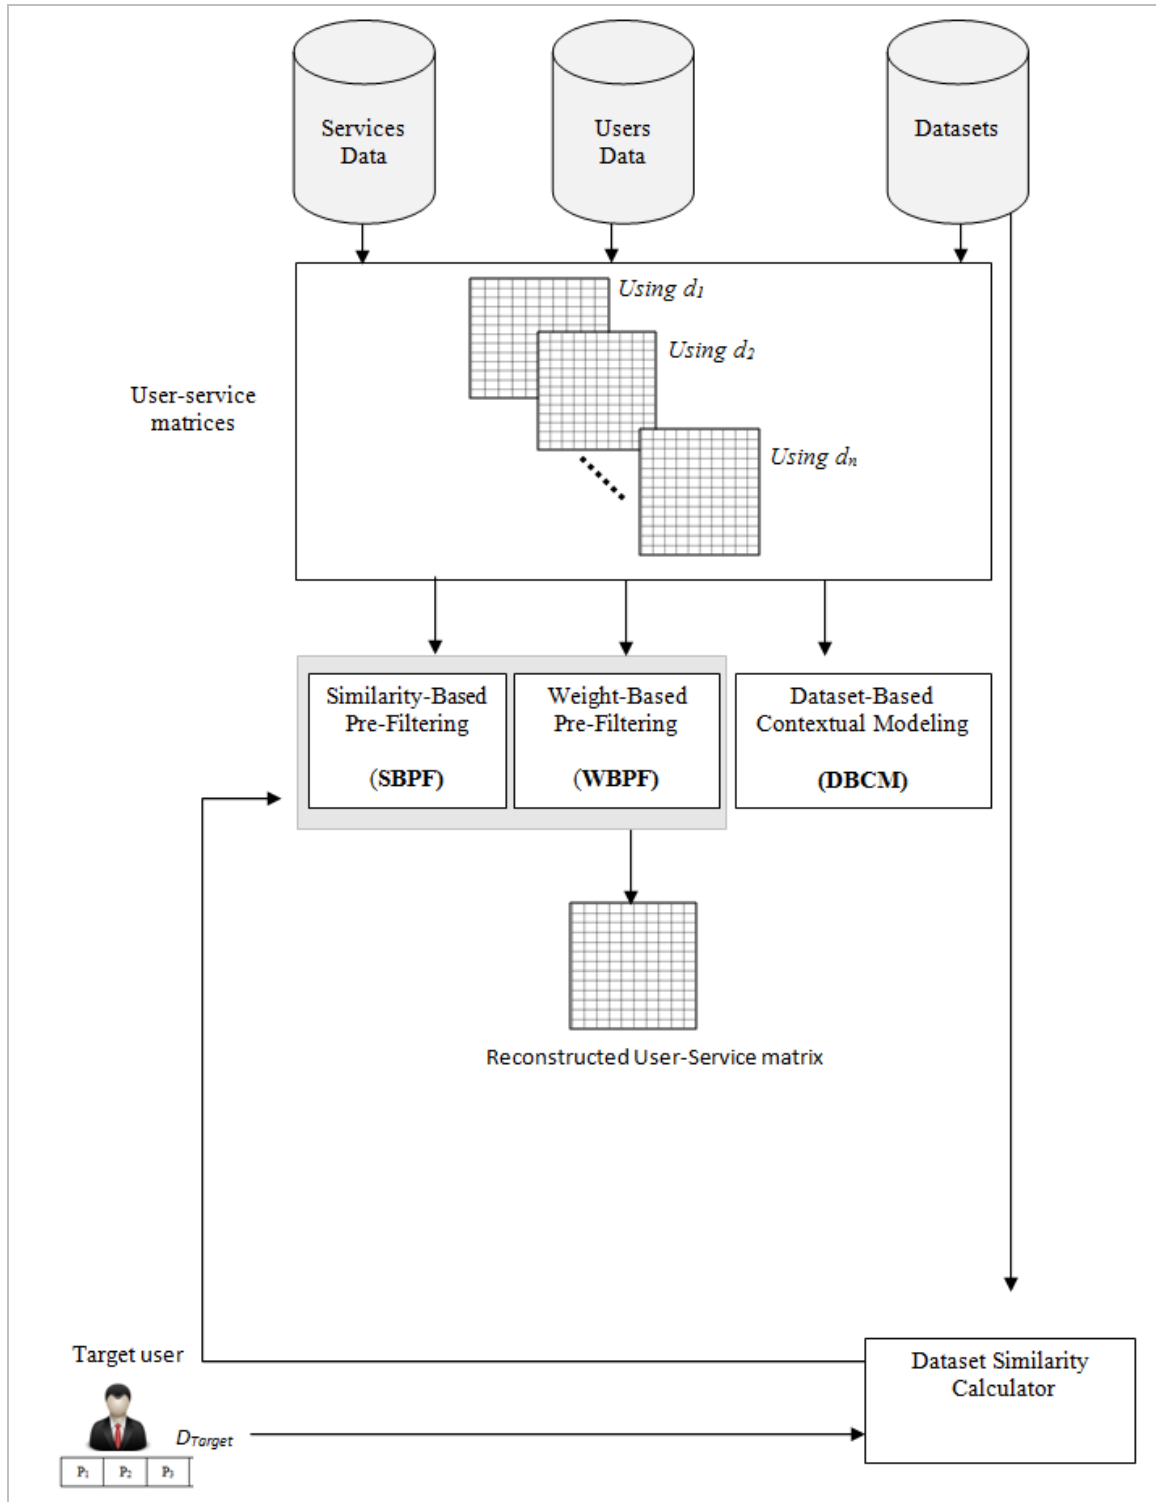 Services
Data
Users
Data
Datasets
Using d1
Using d2
Using dn
User-service
matrices
Similarity-Based
Pre-Filtering
(SBPF)
Weight-Based
Pre-Filtering
(WBPF)
Dataset-Based
Contextual Modeling
(DBCM)
Reconstructed User-Service matrix
Target user
Dataset Similarity
Calculator
DTarget
P1 P2 P3